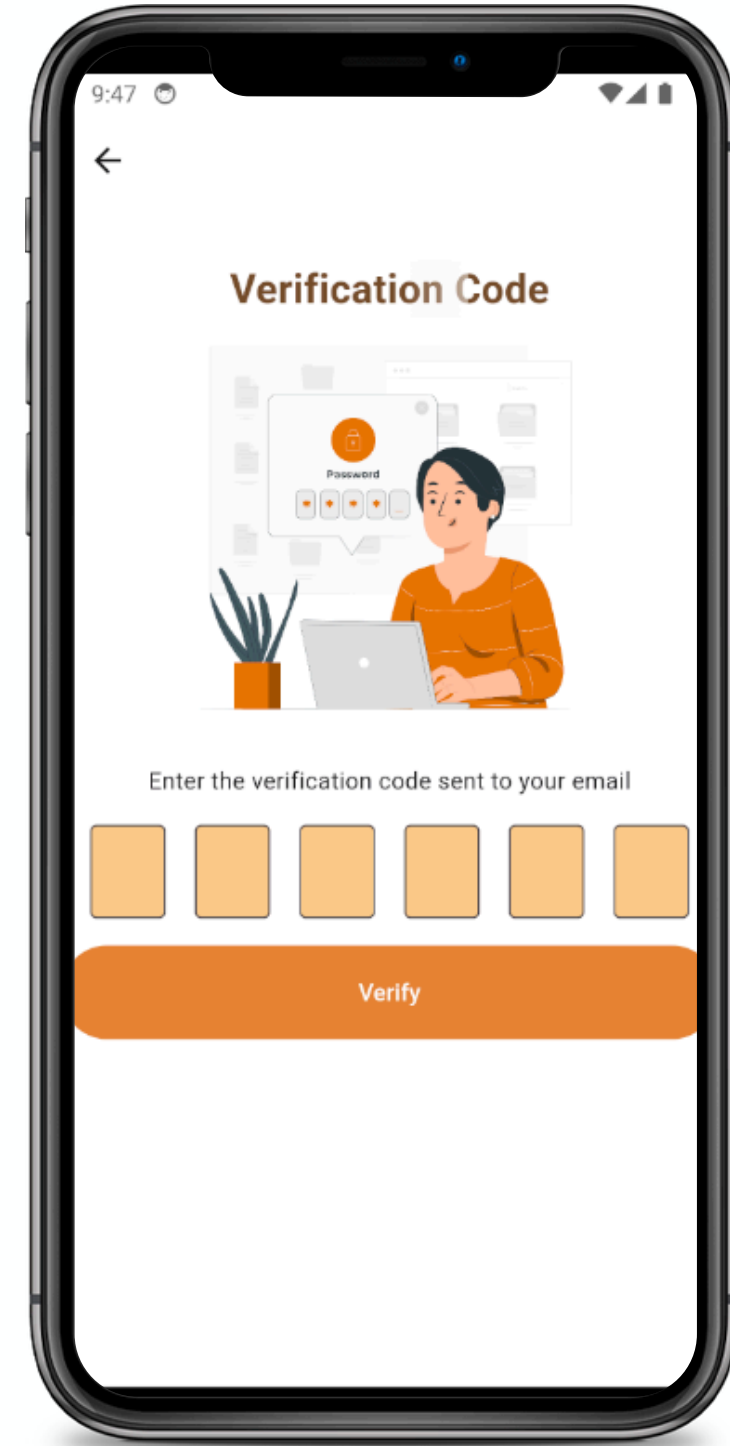 9:47
Verification Code
Password
Enter the verification code sent to your email
Verify